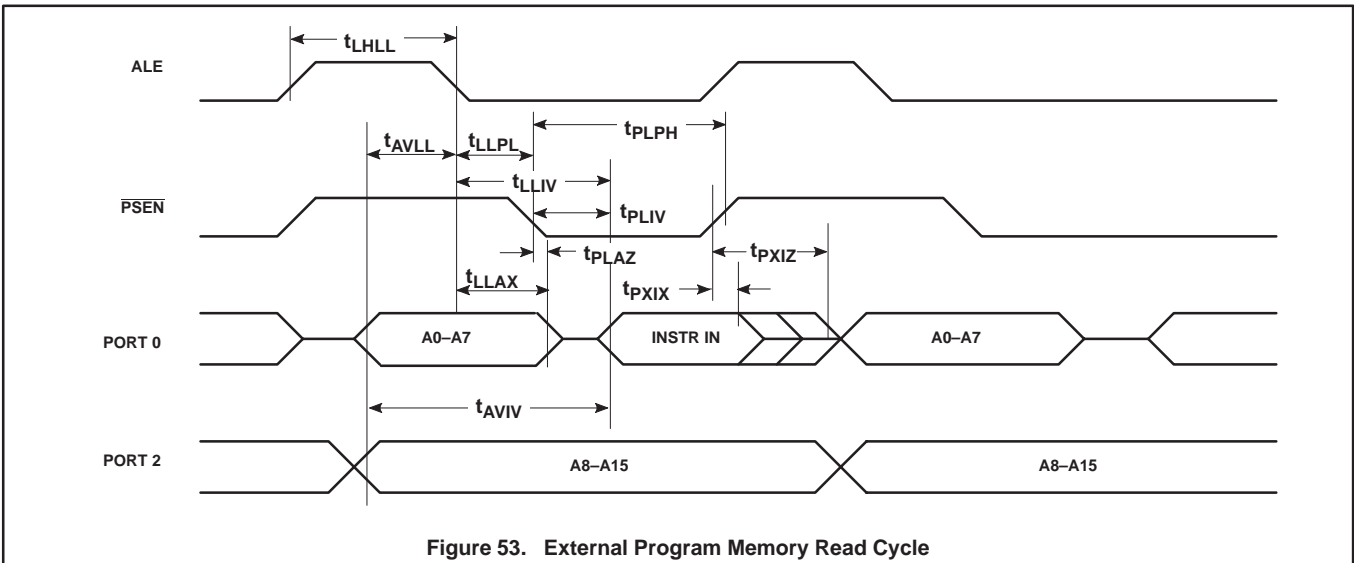 tLHLL
ALE
tPLPH
tAVLL
tLLPL
tLLIV
PSEN
tPLIV
tPLAZ
tPXIZ
tLLAX
tPXIX
PORT 0
A0–A7
INSTR IN
A0–A7
tAVIV
PORT 2
A8–A15
A8–A15
Figure 53. External Program Memory Read Cycle